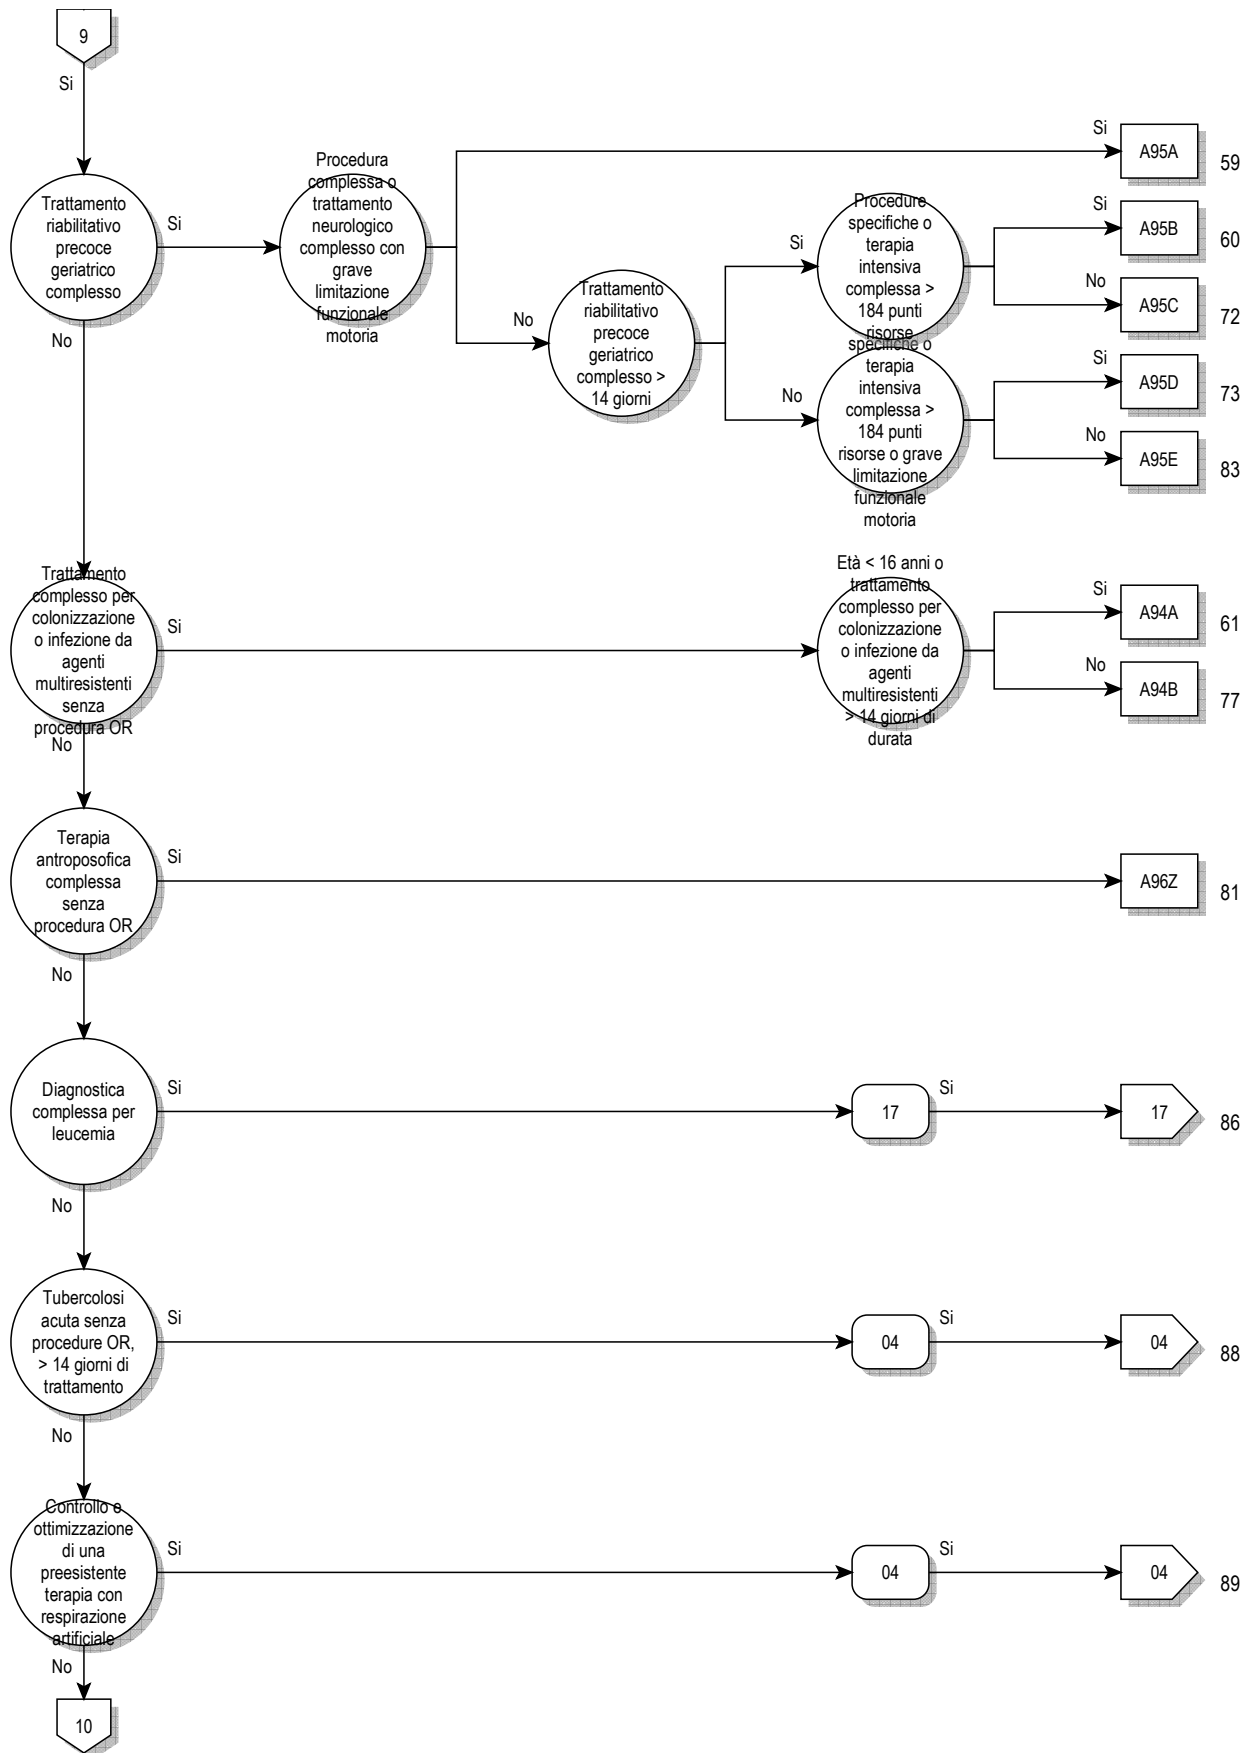 9
Si
Trattamento
riabilitativo
precoce
geriatrico
complesso
Si
No
Procedura
complessa o
trattamento
neurologico
complesso con
grave
limitazione
funzionale
motoria
Si
A95A
59
No
Trattamento
riabilitativo
precoce
geriatrico
complesso >
14 giorni
Si
Procedure
specifiche o
terapia
intensiva
complessa >
184 punti
risorse
Si
A95B
60
No
A95C
72
No
specifiche o
terapia
intensiva
complessa >
184 punti
risorse o grave
limitazione
funzionale
motoria
Si
A95D
73
No
A95E
83
Trattamento
complesso per
colonizzazione
o infezione da
agenti
multiresistenti
senza
procedura OR
Si
No
Età < 16 anni o
trattamento
complesso per
colonizzazione
o infezione da
agenti
multiresistenti
> 14 giorni di
durata
Si
A94A
61
No
A94B
77
Terapia
antroposofica
complessa
senza
procedura OR
Si
A96Z
81
No
Diagnostica
complessa per
leucemia
Si
17
Si
17
86
No
Tubercolosi
acuta senza
procedure OR,
> 14 giorni di
trattamento
Si
04
Si
04
88
No
Controllo e
ottimizzazione
di una
preesistente
terapia con
respirazione
artificiale
Si
04
Si
04
89
No
10